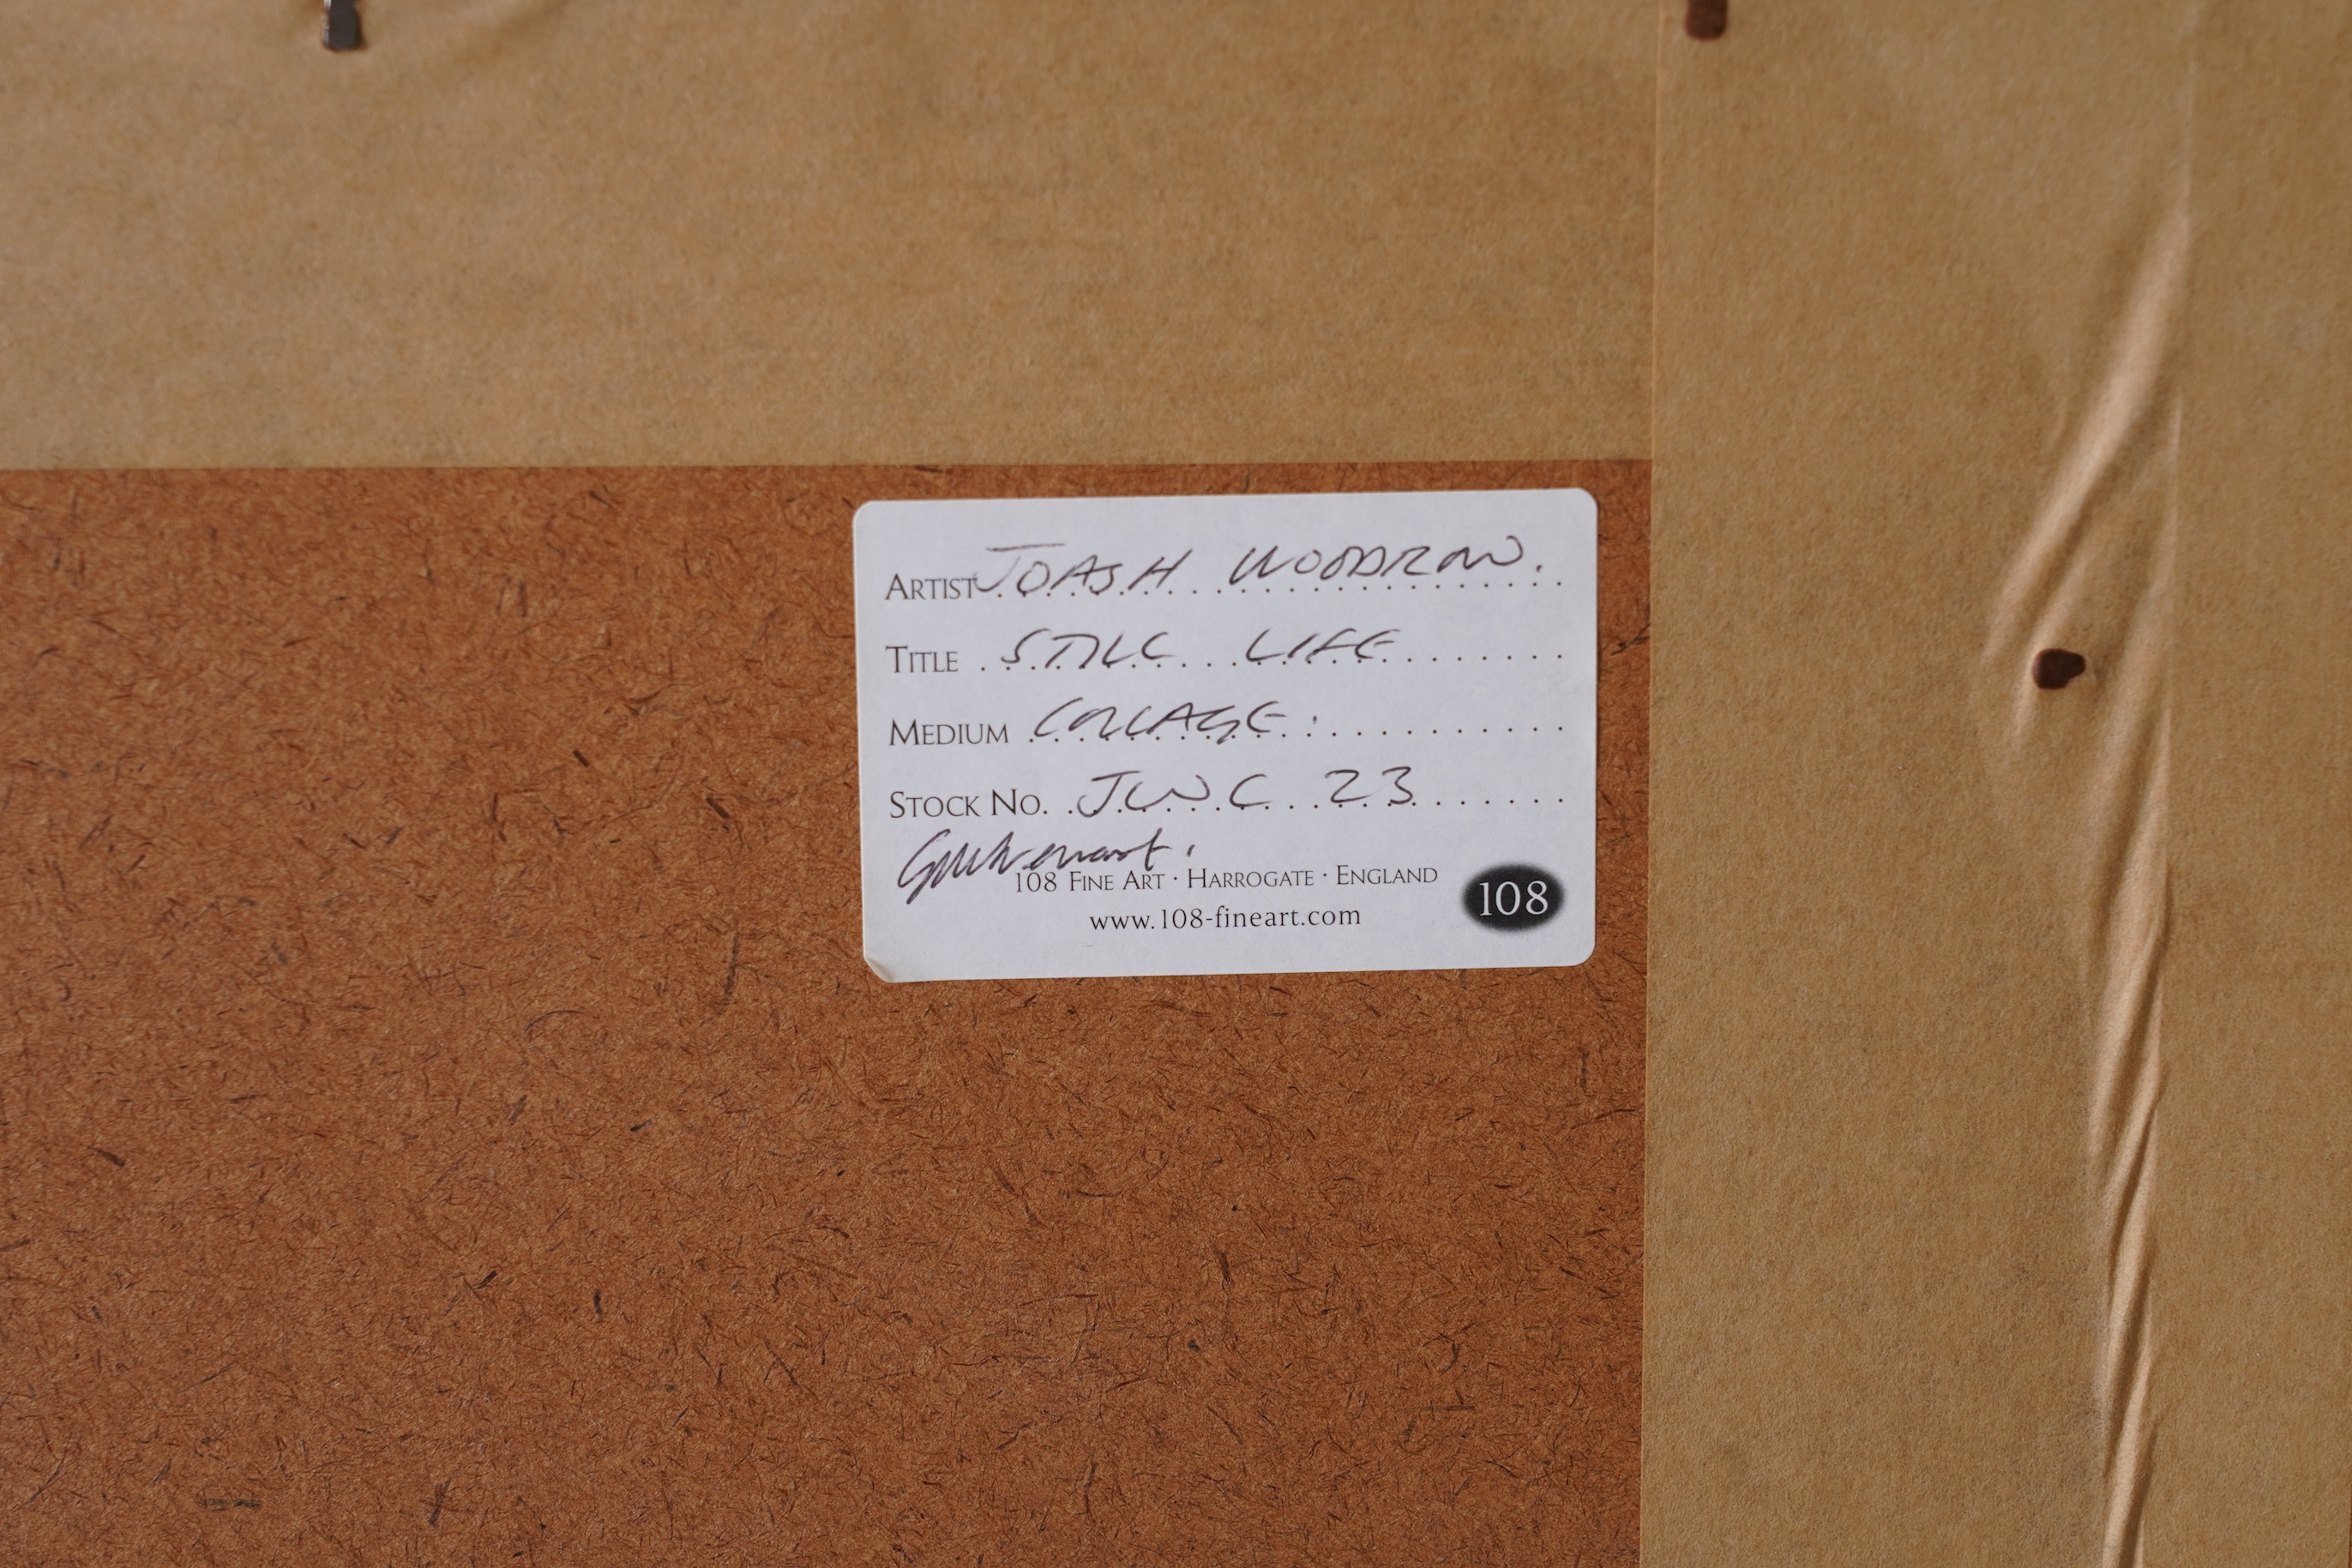 ARTIST JOASH WOODROW.
TITLE STILL LIFE
MEDIUM COLLAGE.
STOCK NO. JWC 23
108 FINE ART · HARROGATE · ENGLAND
www.108-fineart.com
108